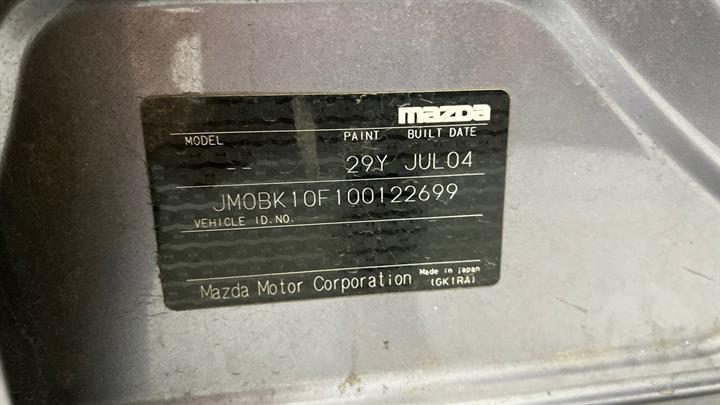 mazda
MODEL PAINT BUILT DATE
-- 29Y JUL04
JM0BK10F100122699
VEHICLE ID.NO.
Mazda Motor Corporation Made in japan
(GK1RA)